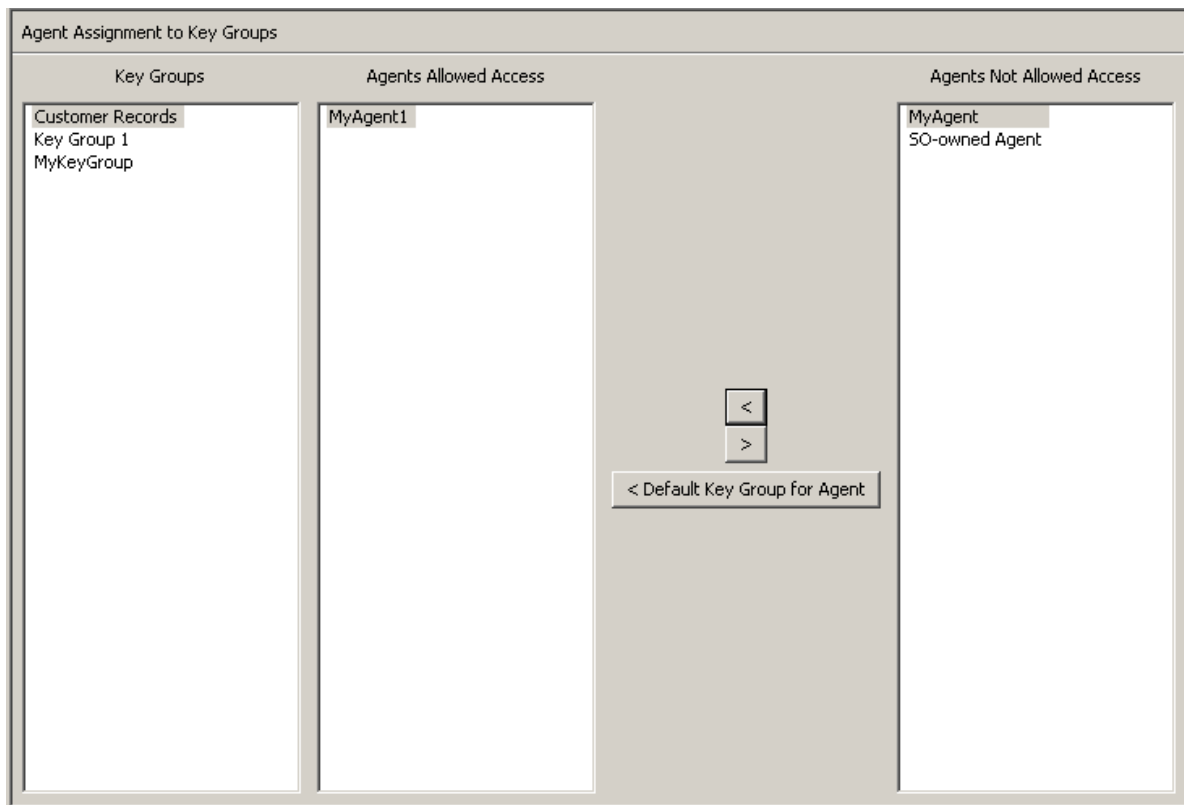 Agent Assignment to Key Groups
Key Groups
Customer Records
Key Group 1
MyKeyGroup
Agents Allowed Access
MyAgent1
<
>
< Default Key Group for Agent
Agents Not Allowed Access
MyAgent
SO-owned Agent